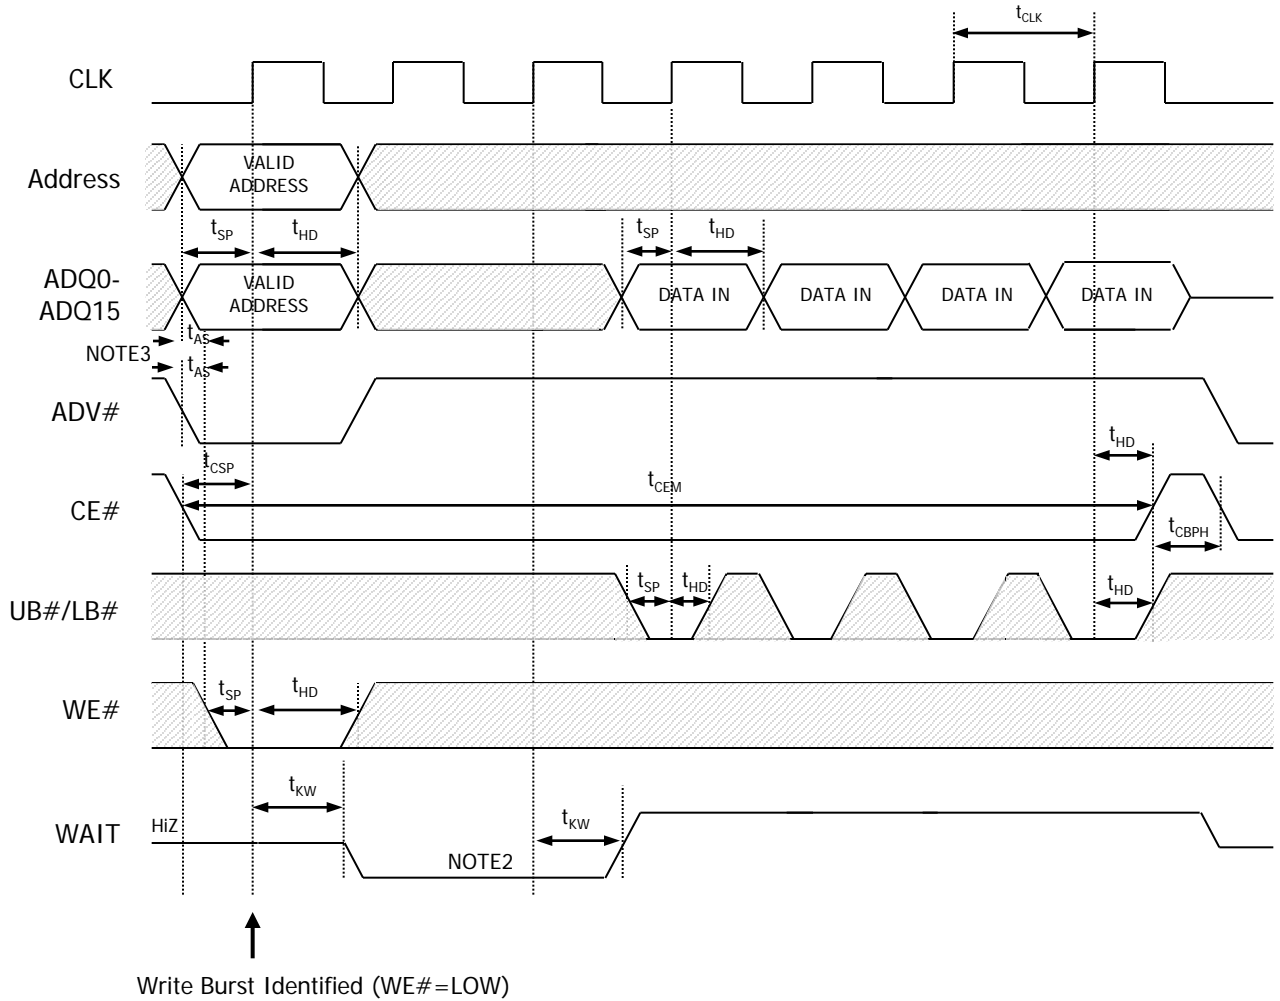 tCLK
CLK
Address
VALID
ADDRESS
tSP
tHD
tSP
tHD
ADQ0-
ADQ15
VALID
ADDRESS
DATA IN
DATA IN
DATA IN
DATA IN
tAS
NOTE3
tAS
ADV#
tHD
tCSP
tCEM
CE#
tCBPH
tSP
tHD
tHD
UB#/LB#
tSP
tHD
WE#
tKW
HiZ
tKW
WAIT
NOTE2
Write Burst Identified (WE#=LOW)